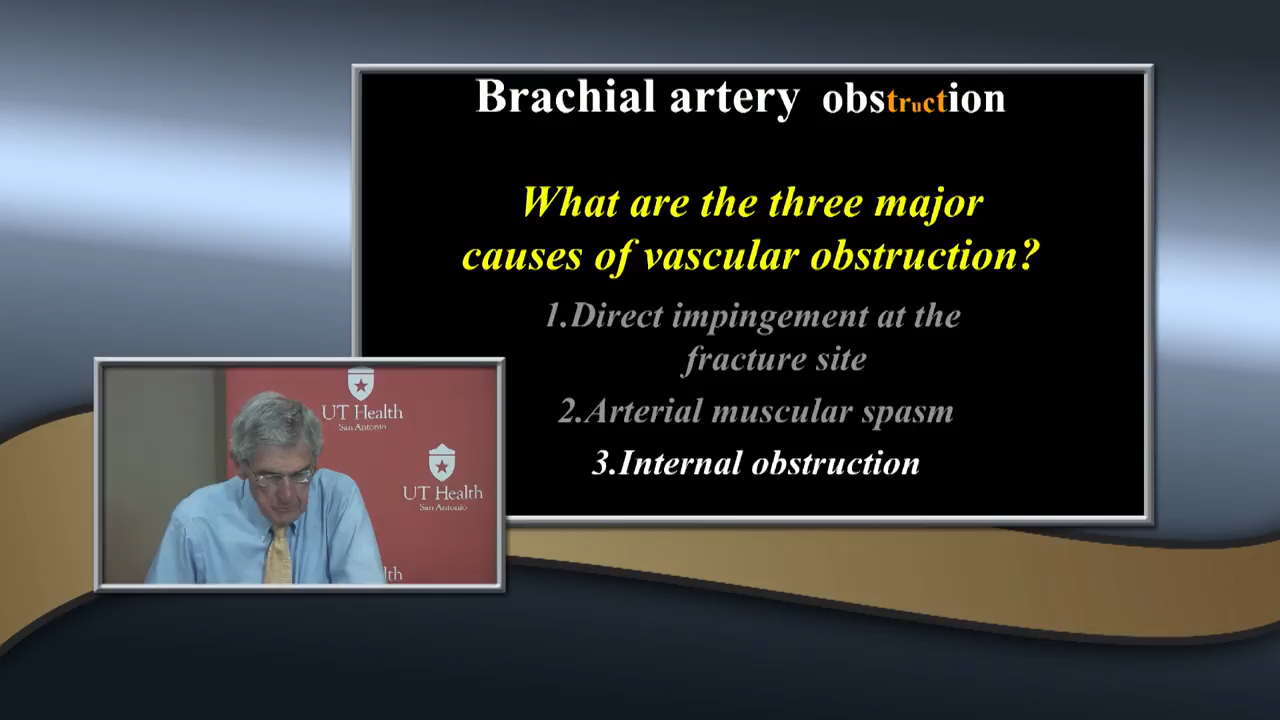 Brachial artery obstruction
What are the three major
causes of vascular obstruction?
1.Direct impingement at the
fracture site
2.Arterial muscular spasm
3.Internal obstruction
UT Health
San Antonio
UT Health
San Antonio